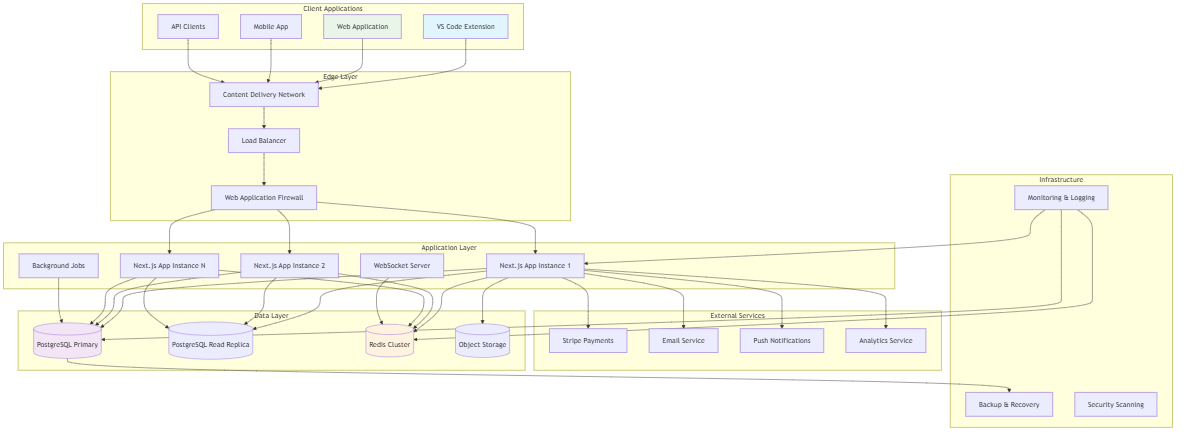 Client Applications
API Clients
Mobile App
Web Application
VS Code Extension
Edge Layer
Content Delivery Network
Load Balancer
Web Application Firewall
Infrastructure
Monitoring & Logging
Application Layer
Background Jobs
Next.js App Instance N
Next.js App Instance 2
WebSocket Server
Next.js App Instance 1
Data Layer
PostgreSQL Primary
PostgreSQL Read Replica
Redis Cluster
Object Storage
External Services
Stripe Payments
Email Service
Push Notifications
Analytics Service
Backup & Recovery
Security Scanning